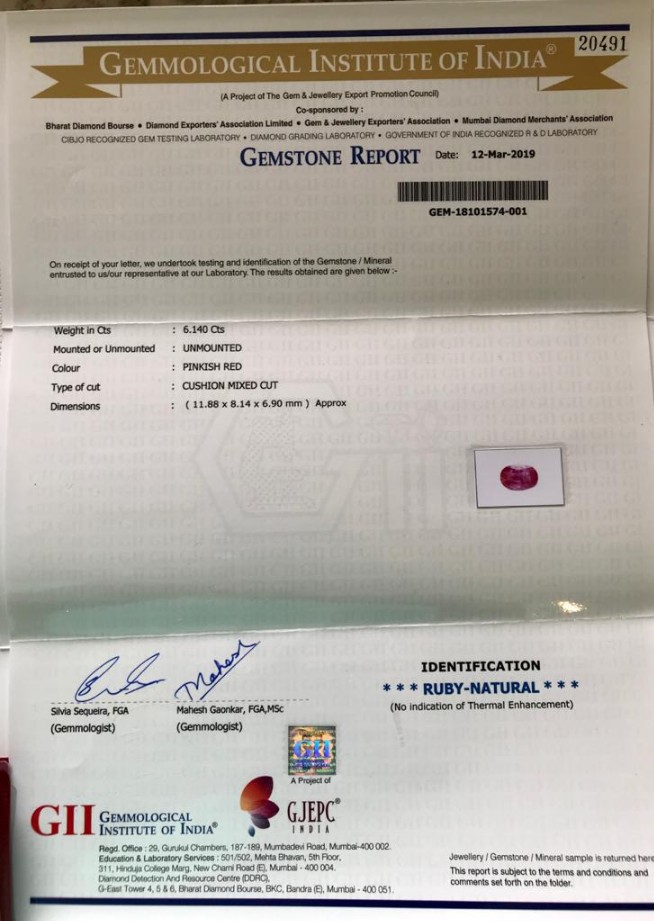 20491
GEMMOLOGICAL INSTITUTE OF INDIA®
(A Project of The Gem & Jewellery Export Promotion Council)
Co-sponsored by :
Bharat Diamond Bourse • Diamond Exporters' Association Limited • Gem & Jewellery Exporters' Association • Mumbai Diamond Merchants' Association
CIBJO RECOGNIZED GEM TESTING LABORATORY • DIAMOND GRADING LABORATORY • GOVERNMENT OF INDIA RECOGNIZED R & D LABORATORY
GEMSTONE REPORT Date: 12-Mar-2019
GEM-18101574-001
On receipt of your letter, we undertook testing and identification of the Gemstone / Mineral
entrusted to us/our representative at our Laboratory. The results obtained are given below :-
Weight in Cts : 6.140 Cts
Mounted or Unmounted : UNMOUNTED
Colour : PINKISH RED
Type of cut : CUSHION MIXED CUT
Dimensions : ( 11.88 x 8.14 x 6.90 mm ) Approx
Gii
IDENTIFICATION
* * * RUBY-NATURAL * * *
(No indication of Thermal Enhancement)
Mahesh
Silvia Sequeira, FGA
(Gemmologist)
Mahesh Gaonkar, FGA,MSc
(Gemmologist)
GII
A Project of
GII GEMMOLOGICAL
INSTITUTE OF INDIA®
GJEPC®
INDIA
Regd. Office : 29, Gurukul Chambers, 187-189, Mumbadevi Road, Mumbai-400 002.
Education & Laboratory Services : 501/502, Mehta Bhavan, 5th Floor,
311, Hinduja College Marg, New Charni Road (E), Mumbai - 400 004.
Diamond Detection And Resource Centre (DDRC),
G-East Tower 4, 5 & 6, Bharat Diamond Bourse, BKC, Bandra (E), Mumbai - 400 051.
Jewellery / Gemstone / Mineral sample is returned here
This report is subject to the terms and conditions and
comments set forth on the folder.